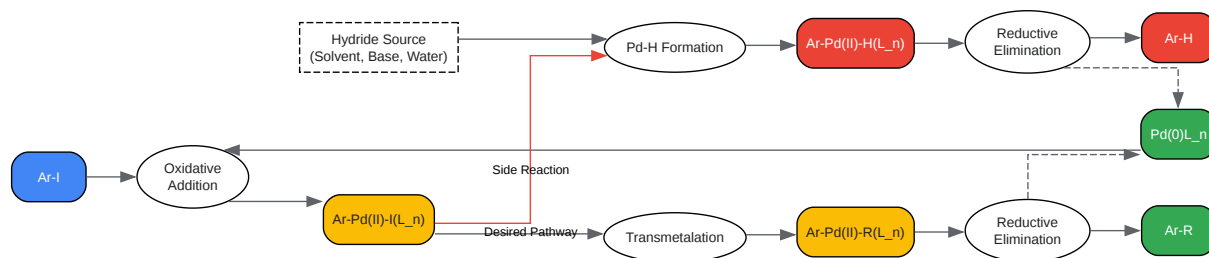 Hydride Source
(Solvent, Base, Water)
Pd-H Formation
Ar-Pd(II)-H(L_n)
Reductive
Elimination
Ar-H
Pd(0)L_n
Side Reaction
Ar-I
Oxidative
Addition
Ar-Pd(II)-I(L_n)
Desired Pathway
Transmetalation
Ar-Pd(II)-R(L_n)
Reductive
Elimination
Ar-R